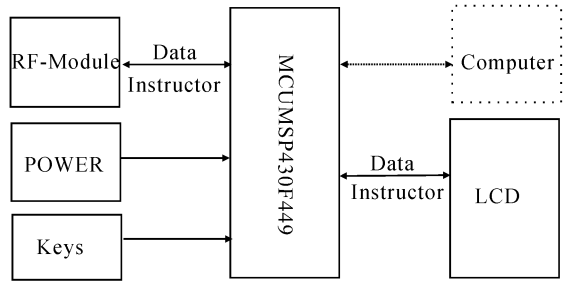 RF-Module
Data
Instructor
POWER
Keys
MCUMSP430F449
Computer
Data
Instructor
LCD